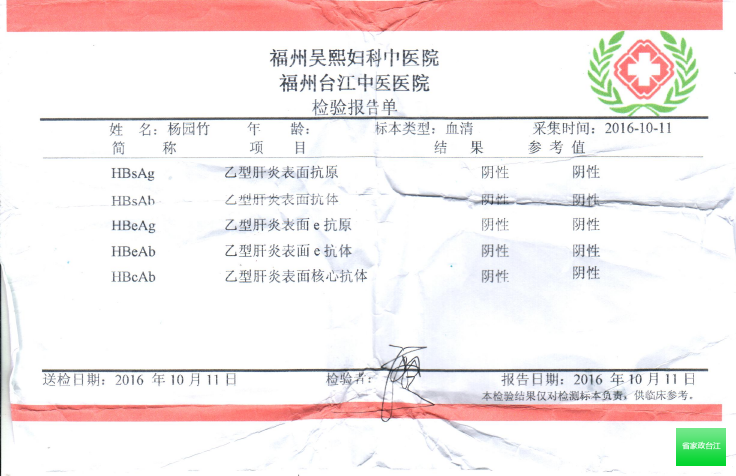 福州吴熙妇科中医院
福州台江中医医院
检验报告单
姓 名：杨园竹 年 龄： 标本类型：血清 采集时间：2016-10-11
简 称 项 目 结 果 参 考 值
HBsAg 乙型肝炎表面抗原 阴性 阴性
HBsAb 乙型肝炎表面抗体 阴性 阴性
HBeAg 乙型肝炎表面 e 抗原 阴性 阴性
HBeAb 乙型肝炎表面 e 抗体 阴性 阴性
HBcAb 乙型肝炎表面核心抗体 阴性 阴性
送检日期：2016 年 10 月 11 日 检验者： 报告日期：2016 年 10 月 11 日
本检验结果仅对检测标本负责，供临床参考。
省家政台江